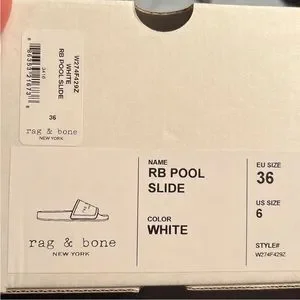 W274F429Z
WHITE
RB POOL SLIDE
3410
36
rag & bone
NEW YORK
NAME
RB POOL
SLIDE
COLOR
WHITE
EU SIZE
36
US SIZE
6
STYLE#
W274F429Z
rag & bone
NEW YORK